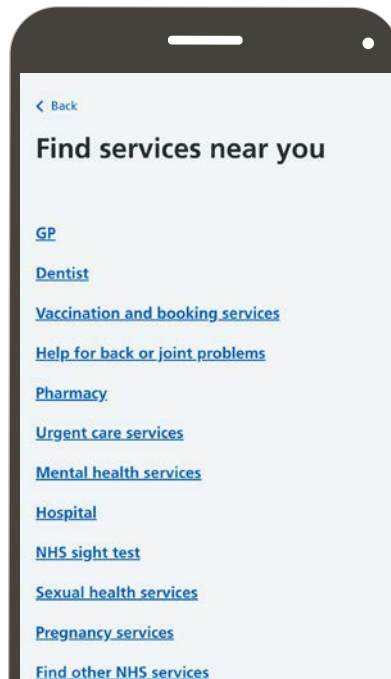 Back
Find services near you
GP
Dentist
Vaccination and booking services
Help for back or joint problems
Pharmacy
Urgent care services
Mental health services
Hospital
NHS sight test
Sexual health services
Pregnancy services
Find other NHS services